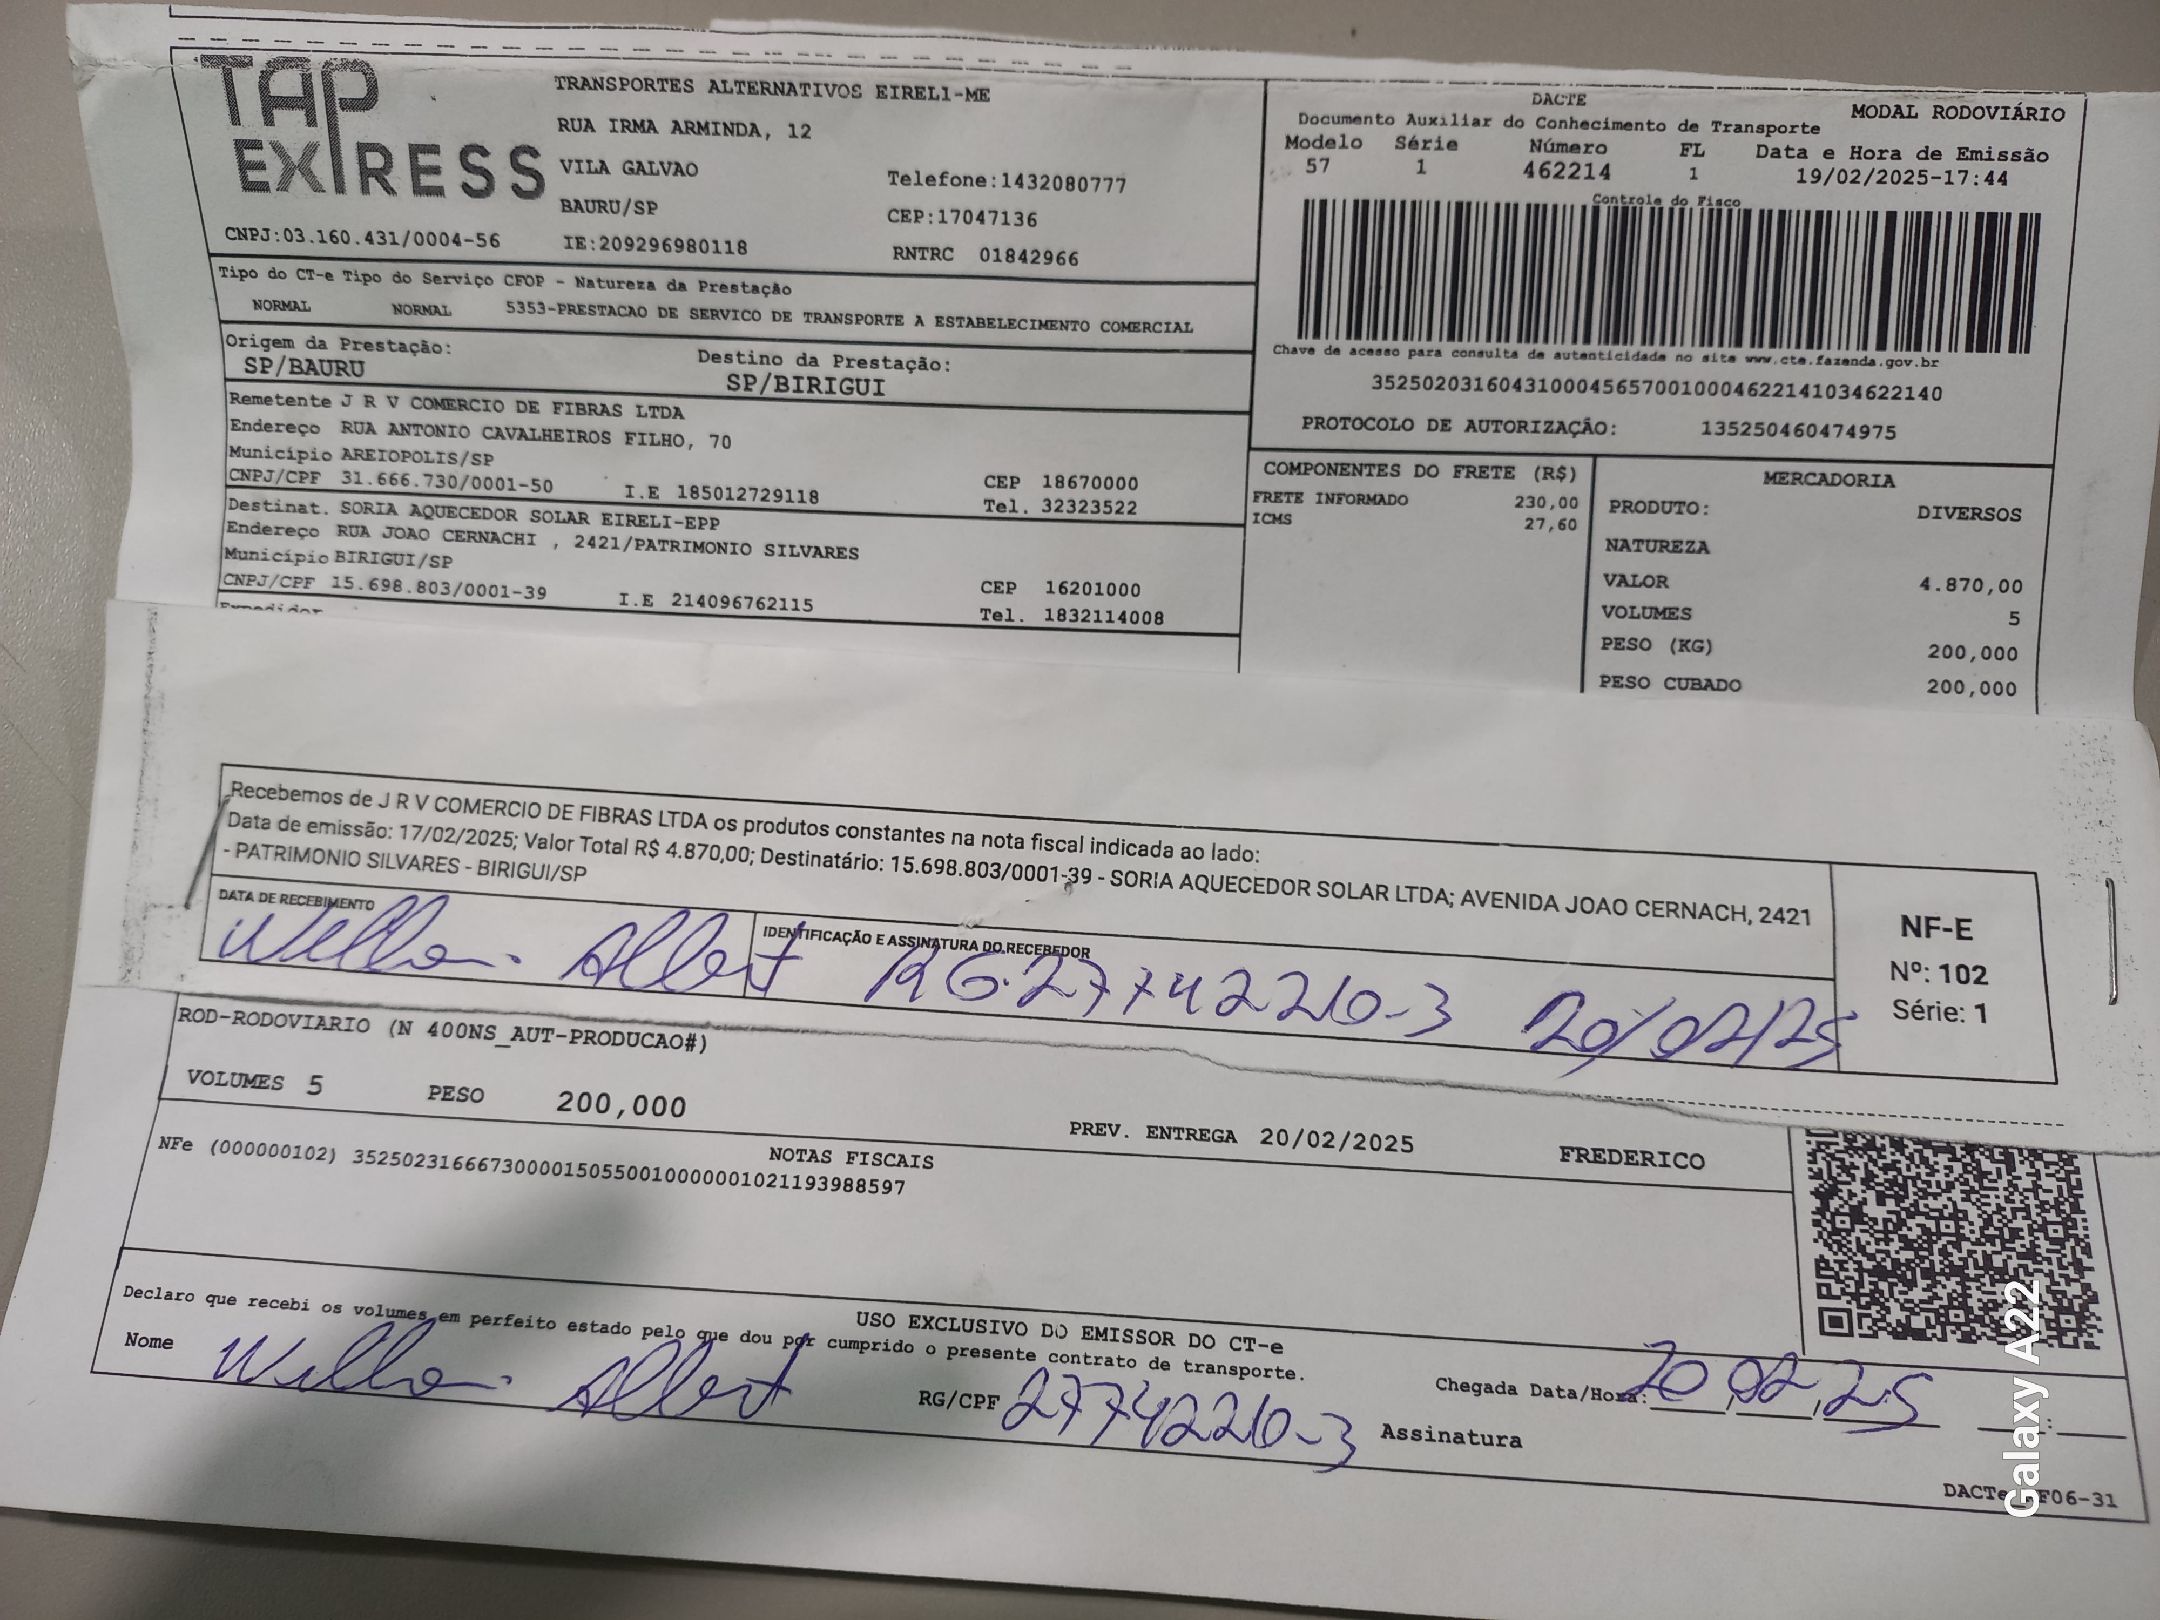 TAP EXPRESS
TRANSPORTES ALTERNATIVOS EIRELI-ME
RUA IRMA ARMINDA, 12
VILA GALVAO Telefone:1432080777
BAURU/SP CEP:17047136
CNPJ:03.160.431/0004-56 IE:209296980118 RNTRC 01842966
DACTE MODAL RODOVIÁRIO
Documento Auxiliar do Conhecimento de Transporte
Modelo Série Número FL Data e Hora de Emissão
57 1 462214 1 19/02/2025-17:44
Controle do Fisco
Chave de acesso para consulta de autenticidade no site www.cte.fazenda.gov.br
35250203160431000456570010004622141034622140
PROTOCOLO DE AUTORIZAÇÃO: 135250460474975
Tipo do CT-e Tipo do Serviço CFOP - Natureza da Prestação
NORMAL NORMAL 5353-PRESTACAO DE SERVICO DE TRANSPORTE A ESTABELECIMENTO COMERCIAL
Origem da Prestação: Destino da Prestação:
SP/BAURU SP/BIRIGUI
Remetente J R V COMERCIO DE FIBRAS LTDA
Endereço RUA ANTONIO CAVALHEIROS FILHO, 70
Município AREIOPOLIS/SP CEP 18670000
CNPJ/CPF 31.666.730/0001-50 I.E 185012729118 Tel. 32323522
Destinat. SORIA AQUECEDOR SOLAR EIRELI-EPP
Endereço RUA JOAO CERNACHI , 2421/PATRIMONIO SILVARES
Município BIRIGUI/SP CEP 16201000
CNPJ/CPF 15.698.803/0001-39 I.E 214096762115 Tel. 1832114008
COMPONENTES DO FRETE (R$)
FRETE INFORMADO 230,00
ICMS 27,60
MERCADORIA
PRODUTO: DIVERSOS
NATUREZA
VALOR 4.870,00
VOLUMES 5
PESO (KG) 200,000
PESO CUBADO 200,000
Recebemos de J R V COMERCIO DE FIBRAS LTDA os produtos constantes na nota fiscal indicada ao lado:
Data de emissão: 17/02/2025; Valor Total R$ 4.870,00; Destinatário: 15.698.803/0001-39 - SORIA AQUECEDOR SOLAR LTDA; AVENIDA JOAO CERNACH, 2421
- PATRIMONIO SILVARES - BIRIGUI/SP
DATA DE RECEBIMENTO IDENTIFICAÇÃO E ASSINATURA DO RECEBEDOR
Albert RG.27742210-3 20/02/25
NF-E
Nº: 102
Série: 1
ROD-RODOVIARIO (N 400NS_AUT-PRODUCAO#)
VOLUMES 5 PESO 200,000 PREV. ENTREGA 20/02/2025 FREDERICO
NOTAS FISCAIS
NFe (000000102) 35250231666730000150550010000001021193988597
USO EXCLUSIVO DO EMISSOR DO CT-e
Declaro que recebi os volumes em perfeito estado pelo que dou por cumprido o presente contrato de transporte.
Nome Albert RG/CPF 27742210-3 Assinatura
Chegada Data/Hora: 20,02,25 :
Galaxy A22